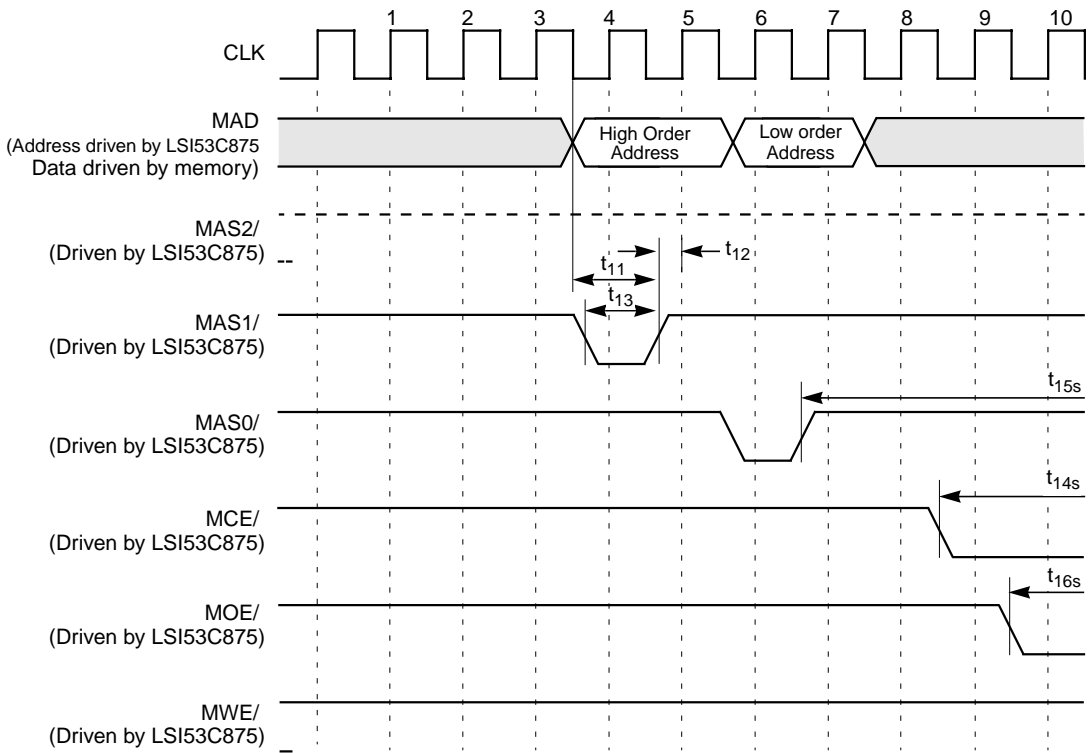 1 2 3 4 5 6 7 8 9 10
CLK
MAD
(Address driven by LSI53C875
Data driven by memory)
High Order
Address
Low order
Address
MAS2/
(Driven by LSI53C875)
t12
t11
t13
MAS1/
(Driven by LSI53C875)
t15s
MAS0/
(Driven by LSI53C875)
t14s
MCE/
(Driven by LSI53C875)
t16s
MOE/
(Driven by LSI53C875)
MWE/
(Driven by LSI53C875)